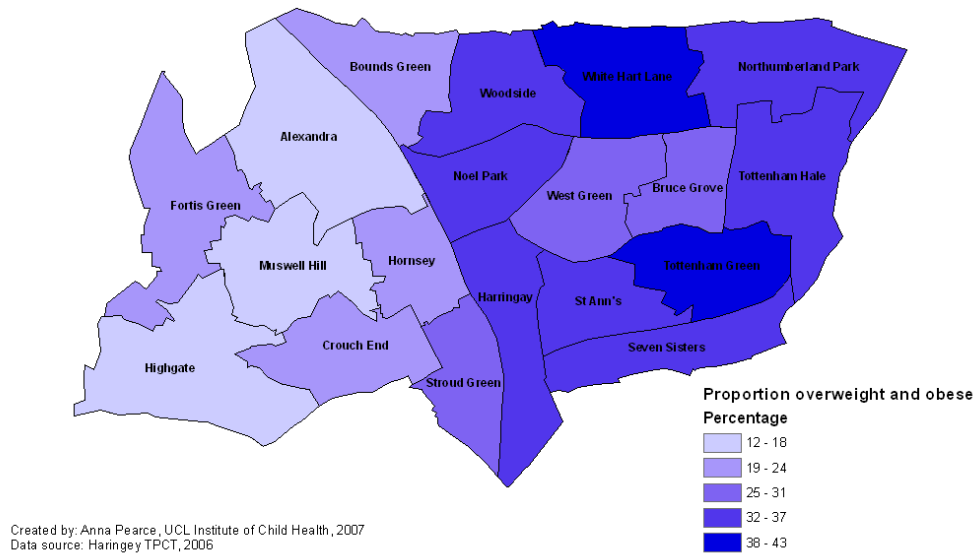 Bounds Green
White Hart Lane
Northumberland Park
Woodside
Alexandra
Noel Park
Tottenham Hale
West Green
Bruce Grove
Fortis Green
Muswell Hill
Hornsey
Tottenham Green
Harringay
St Ann's
Crouch End
Seven Sisters
Highgate
Stroud Green
Proportion overweight and obese
Percentage
12 - 18
19 - 24
25 - 31
32 - 37
38 - 43
Created by: Anna Pearce, UCL Institute of Child Health, 2007
Data source: Haringey TPCT, 2006